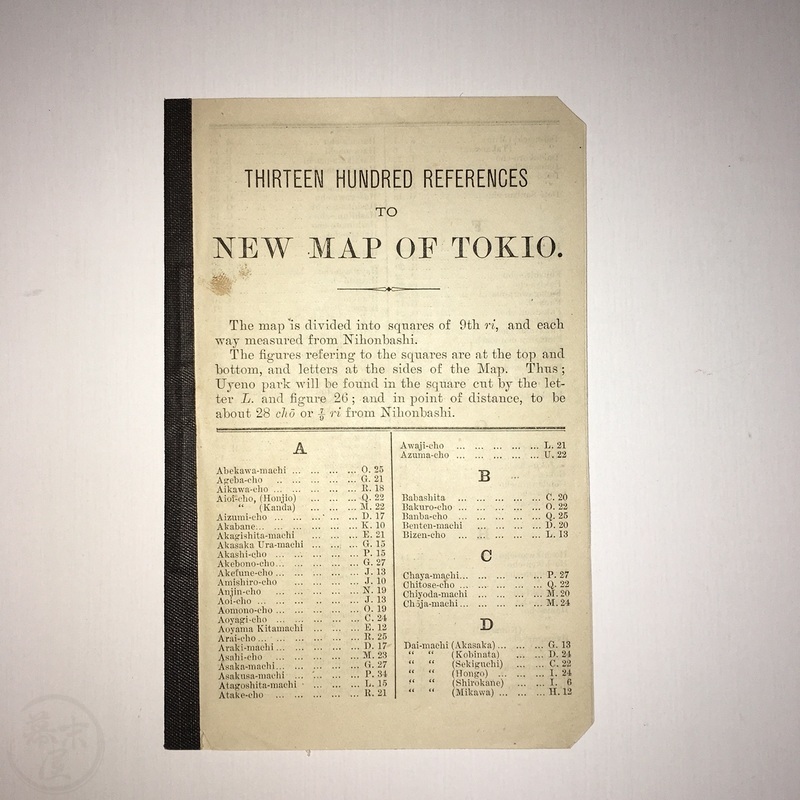 THIRTEEN HUNDRED REFERENCES
TO
NEW MAP OF TOKIO.
The map is divided into squares of 9th ri, and each
way measured from Nihonbashi.
The figures refering to the squares are at the top and
bottom, and letters at the sides of the Map. Thus;
Uyeno park will be found in the square cut by the let-
ter L. and figure 26; and in point of distance, to be
about 28 chō or 7/9 ri from Nihonbashi.
A
Abekawa-machi ... ... ... ... O. 25
Ageba-cho ... ... ... ... G. 21
Aikawa-cho ... ... ... ... R. 18
Aioi-cho, (Honjio) ... ... ... Q. 22
“ (Kanda) ... ... ... M. 22
Aizumi-cho ... ... ... ... D. 17
Akabane... ... ... ... ... K. 10
Akagishita-machi ... ... ... E. 21
Akasaka Ura-machi ... ... ... G. 15
Akashi-cho ... ... ... ... P. 15
Akebono-cho... ... ... ... G. 27
Akefune-cho ... ... ... ... J. 13
Amishiro-cho ... ... ... J. 10
Anjin-cho ... ... ... ... N. 19
Aoi-cho ... ... ... ... J. 13
Aomono-cho ... ... ... ... O. 19
Aoyagi-cho ... ... ... ... C. 24
Aoyama Kitamachi ... ... ... E. 12
Arai-cho ... ... ... ... R. 25
Araki-machi ... ... ... ... D. 17
Asahi-cho ... ... ... ... M. 23
Asaka-machi... ... ... ... G. 27
Asakusa-machi ... ... ... P. 34
Atagoshita-machi ... ... ... L. 15
Atake-cho ... ... ... ... R. 21
Awaji-cho ... ... ... ... ... L. 21
Azuma-cho ... ... ... ... ... U. 22
B
Babashita ... ... ... ... C. 20
Bakuro-cho ... ... ... ... O. 22
Banba-cho ... ... ... ... Q. 25
Benten-machi ... ... ... D. 20
Bizen-cho ... ... ... ... L. 13
C
Chaya-machi... ... ... ... P. 27
Chitose-cho ... ... ... ... Q. 22
Chiyoda-machi ... ... ... M. 20
Chōja-machi ... ... ... ... M. 24
D
Dai-machi (Akasaka) ... ... ... G. 13
“ “ (Kobinata) ... ... D. 24
“ “ (Sekiguchi) ... ... C. 22
“ “ (Hongo) ... ... ... I. 24
“ “ (Shirokane) ... ... I. 6
“ “ (Mikawa) ... ... ... H. 12